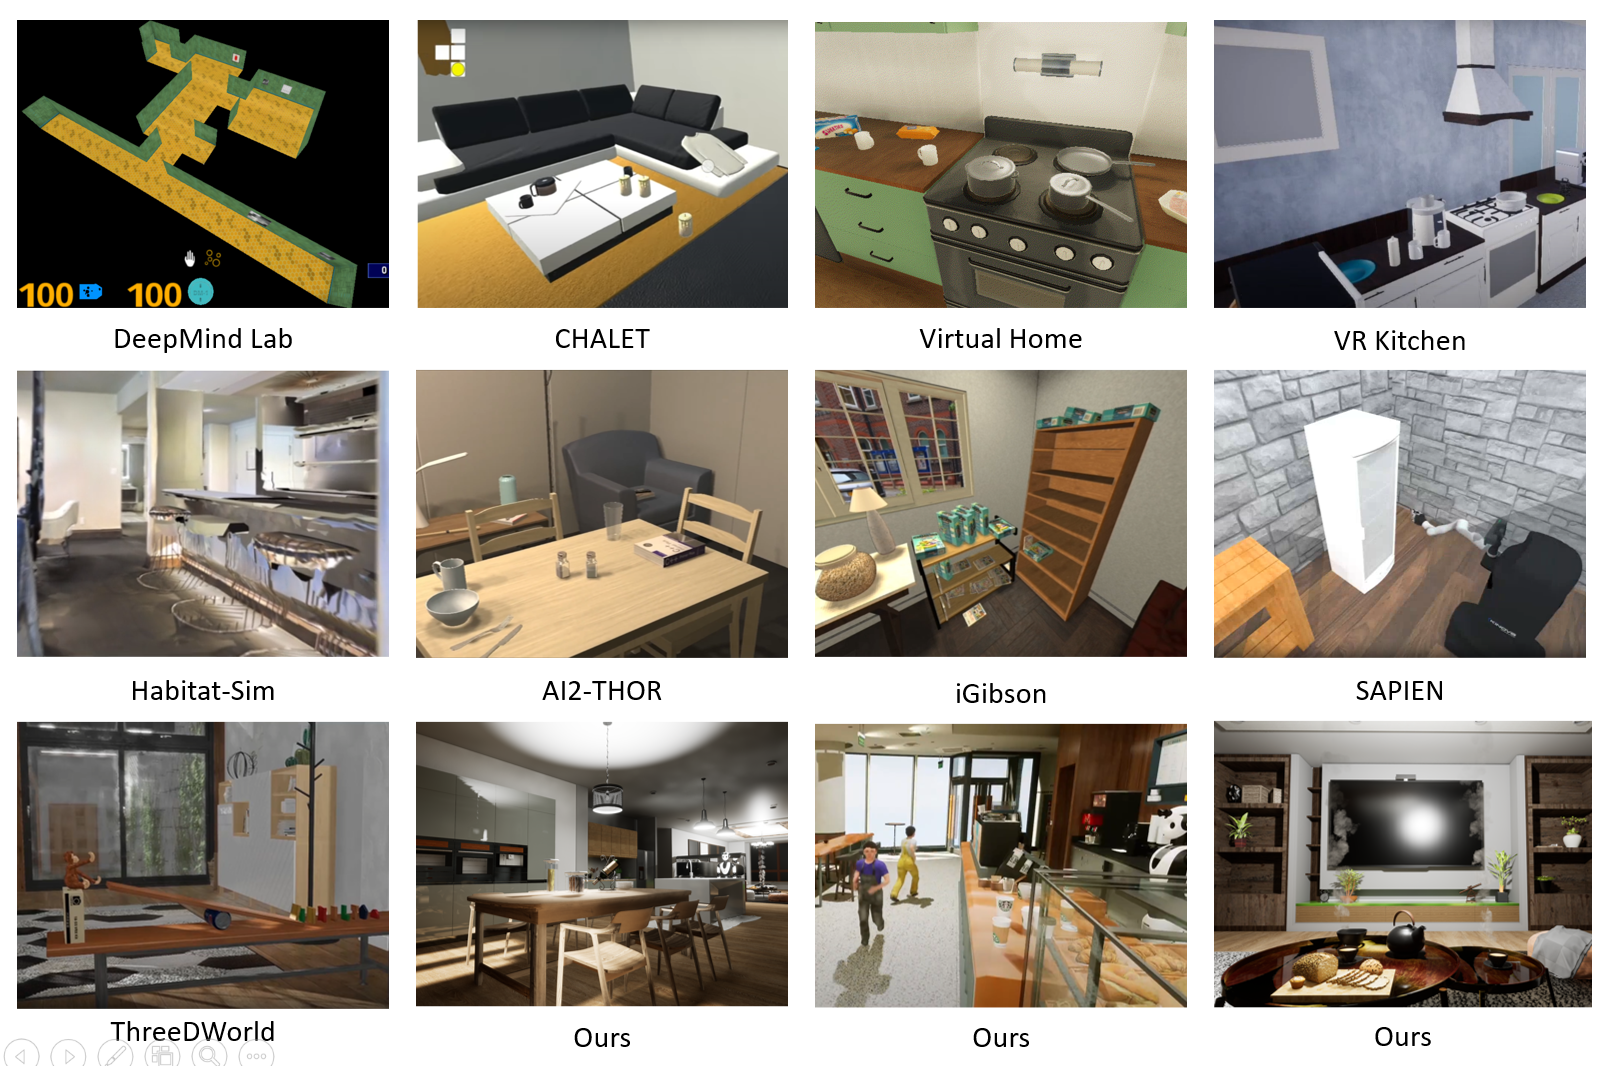 100 100 0
DeepMind Lab
CHALET
Virtual Home
VR Kitchen
Habitat-Sim
AI2-THOR
iGibson
SAPIEN
ThreeDWorld
Ours
Ours
Ours